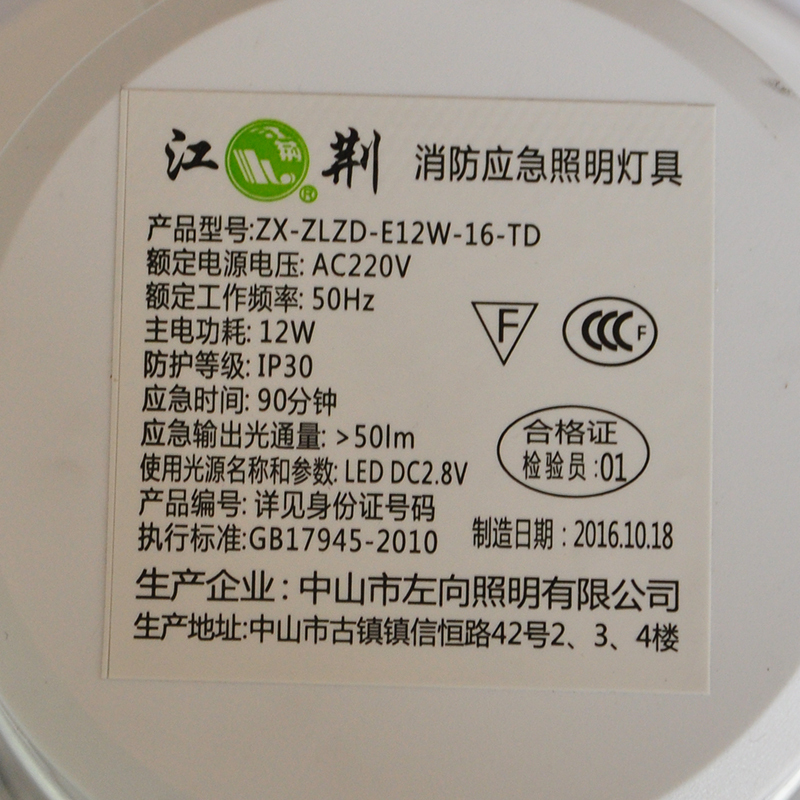 江 荆 消防应急照明灯具
产品型号:ZX-ZLZD-E12W-16-TD
额定电源电压: AC220V
额定工作频率: 50Hz
主电功耗: 12W
防护等级: IP30
应急时间: 90分钟
应急输出光通量: >50lm
使用光源名称和参数: LED DC2.8V
产品编号: 详见身份证号码
执行标准:GB17945-2010
F
CCC F
合格证
检验员:01
制造日期:2016.10.18
生产企业:中山市左向照明有限公司
生产地址:中山市古镇镇信恒路42号2、3、4楼